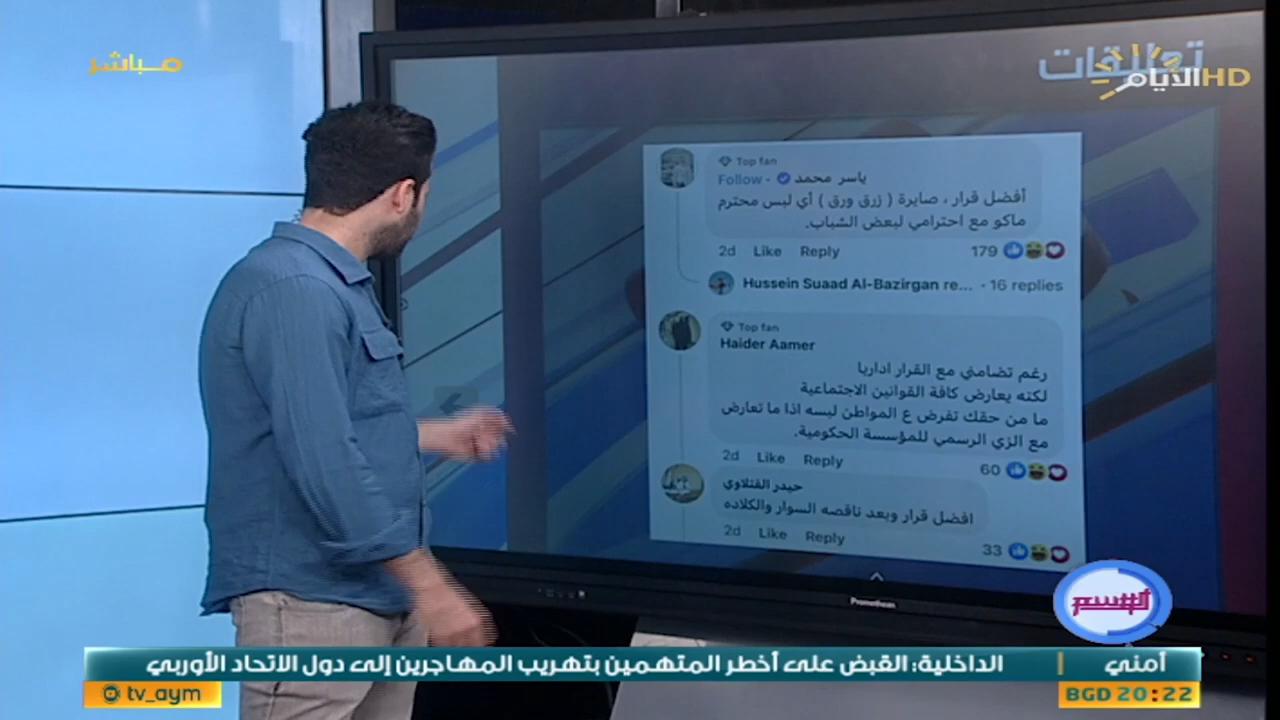 مباشر
تعليقات
الأيام HD
Top fan
ياسر محمد Follow ·
أفضل قرار ، صايرة ( زرق ورق ) أي لبس محترم
ماكو مع احترامي لبعض الشباب.
2d Like Reply 179
Hussein Suaad Al-Bazirgan re... · 16 replies
Top fan
Haider Aamer
رغم تضامني مع القرار اداريا
لكنه يعارض كافة القوانين الاجتماعية
ما من حقك تفرض ع المواطن لبسه اذا ما تعارض
مع الزي الرسمي للمؤسسة الحكومية.
2d Like Reply 60
حيدر الفتلاوي
افضل قرار وبعد ناقصه السوار والكلاده
2d Like Reply 33
Promethean
أمني | الداخلية: القبض على أخطر المتهمين بتهريب المهاجرين إلى دول الاتحاد الأوربي
tv_aym
BGD 20:22